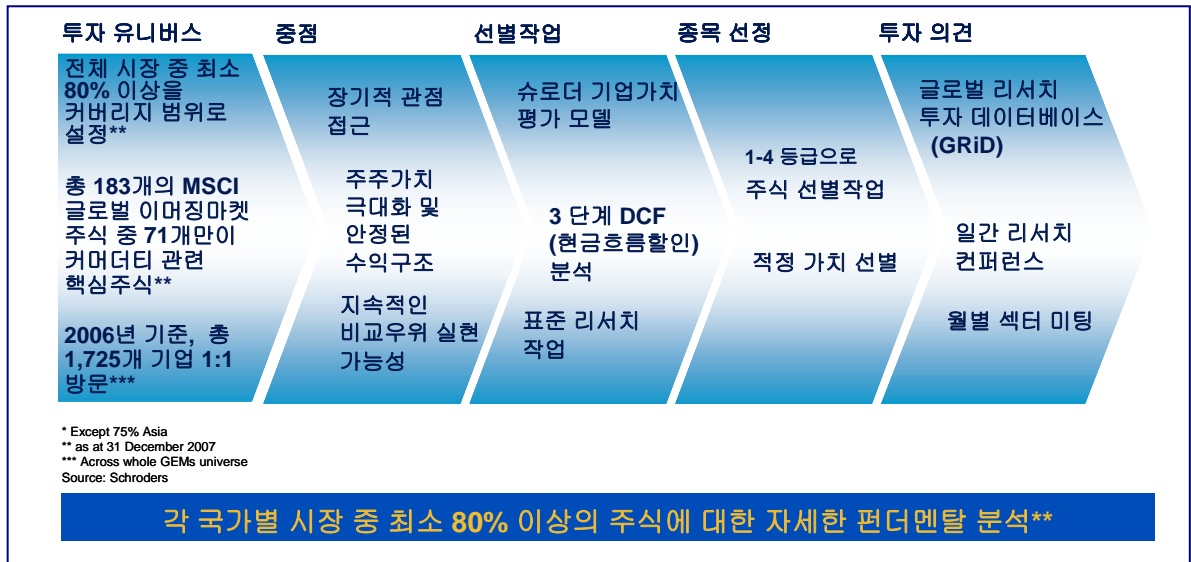 투자 유니버스
중점
선별작업
종목 선정
투자 의견
전체 시장 중 최소
80% 이상을
커버리지 범위로
설정**
총 183개의 MSCI
글로벌 이머징마켓
주식 중 71개만이
커머더티 관련
핵심주식**
2006년 기준, 총
1,725개 기업 1:1
방문***
장기적 관점
접근
주주가치
극대화 및
안정된
수익구조
지속적인
비교우위 실현
가능성
슈로더 기업가치
평가 모델
3 단계 DCF
(현금흐름할인)
분석
표준 리서치
작업
1-4 등급으로
주식 선별작업
적정 가치 선별
글로벌 리서치
투자 데이터베이스
(GRiD)
일간 리서치
컨퍼런스
월별 섹터 미팅
* Except 75% Asia
** as at 31 December 2007
*** Across whole GEMs universe
Source: Schroders
각 국가별 시장 중 최소 80% 이상의 주식에 대한 자세한 펀더멘탈 분석**